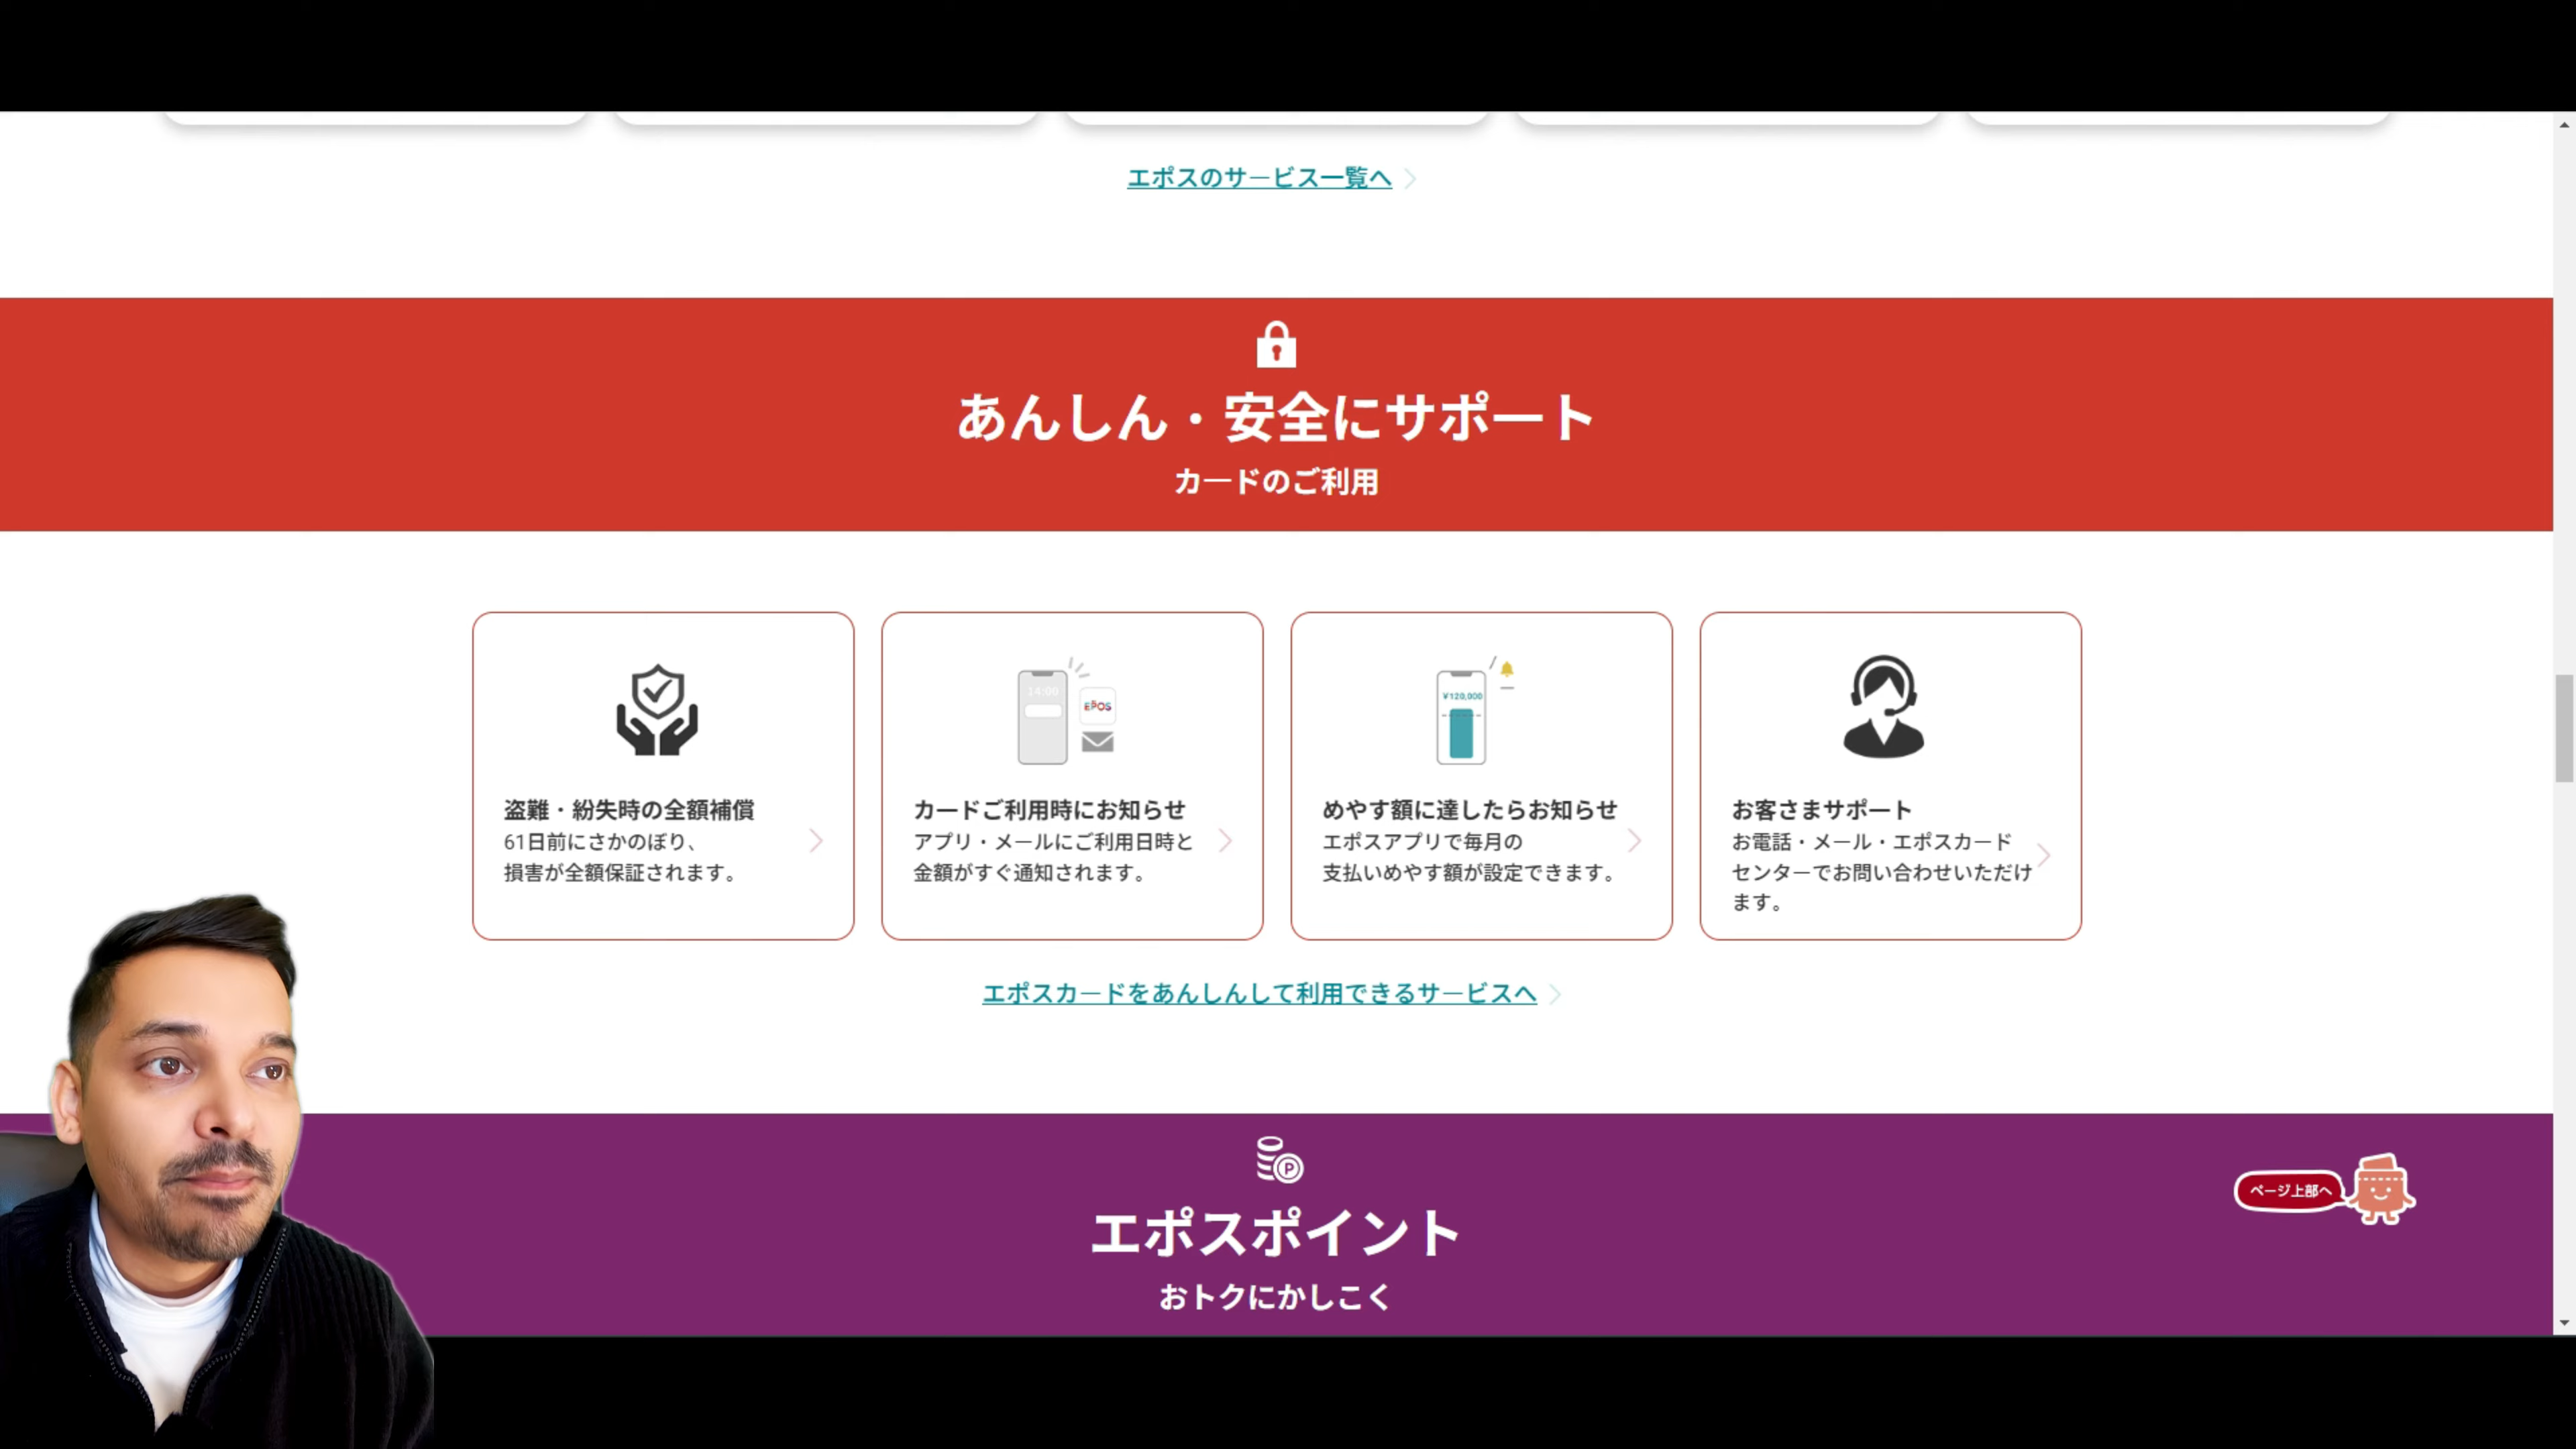 エポスのサービス一覧へ
あんしん・安全にサポート
カードのご利用
14:00
EPOS
盗難・紛失時の全額補償
61日前にさかのぼり、
損害が全額保証されます。
カードご利用時にお知らせ
アプリ・メールにご利用日時と
金額がすぐ通知されます。
¥120,000
めやす額に達したらお知らせ
エポスアプリで毎月の
支払いめやす額が設定できます。
お客さまサポート
お電話・メール・エポスカード
センターでお問い合わせいただけ
ます。
エポスカードをあんしんして利用できるサービスへ
P
エポスポイント
おトクにかしこく
ページ上部へ